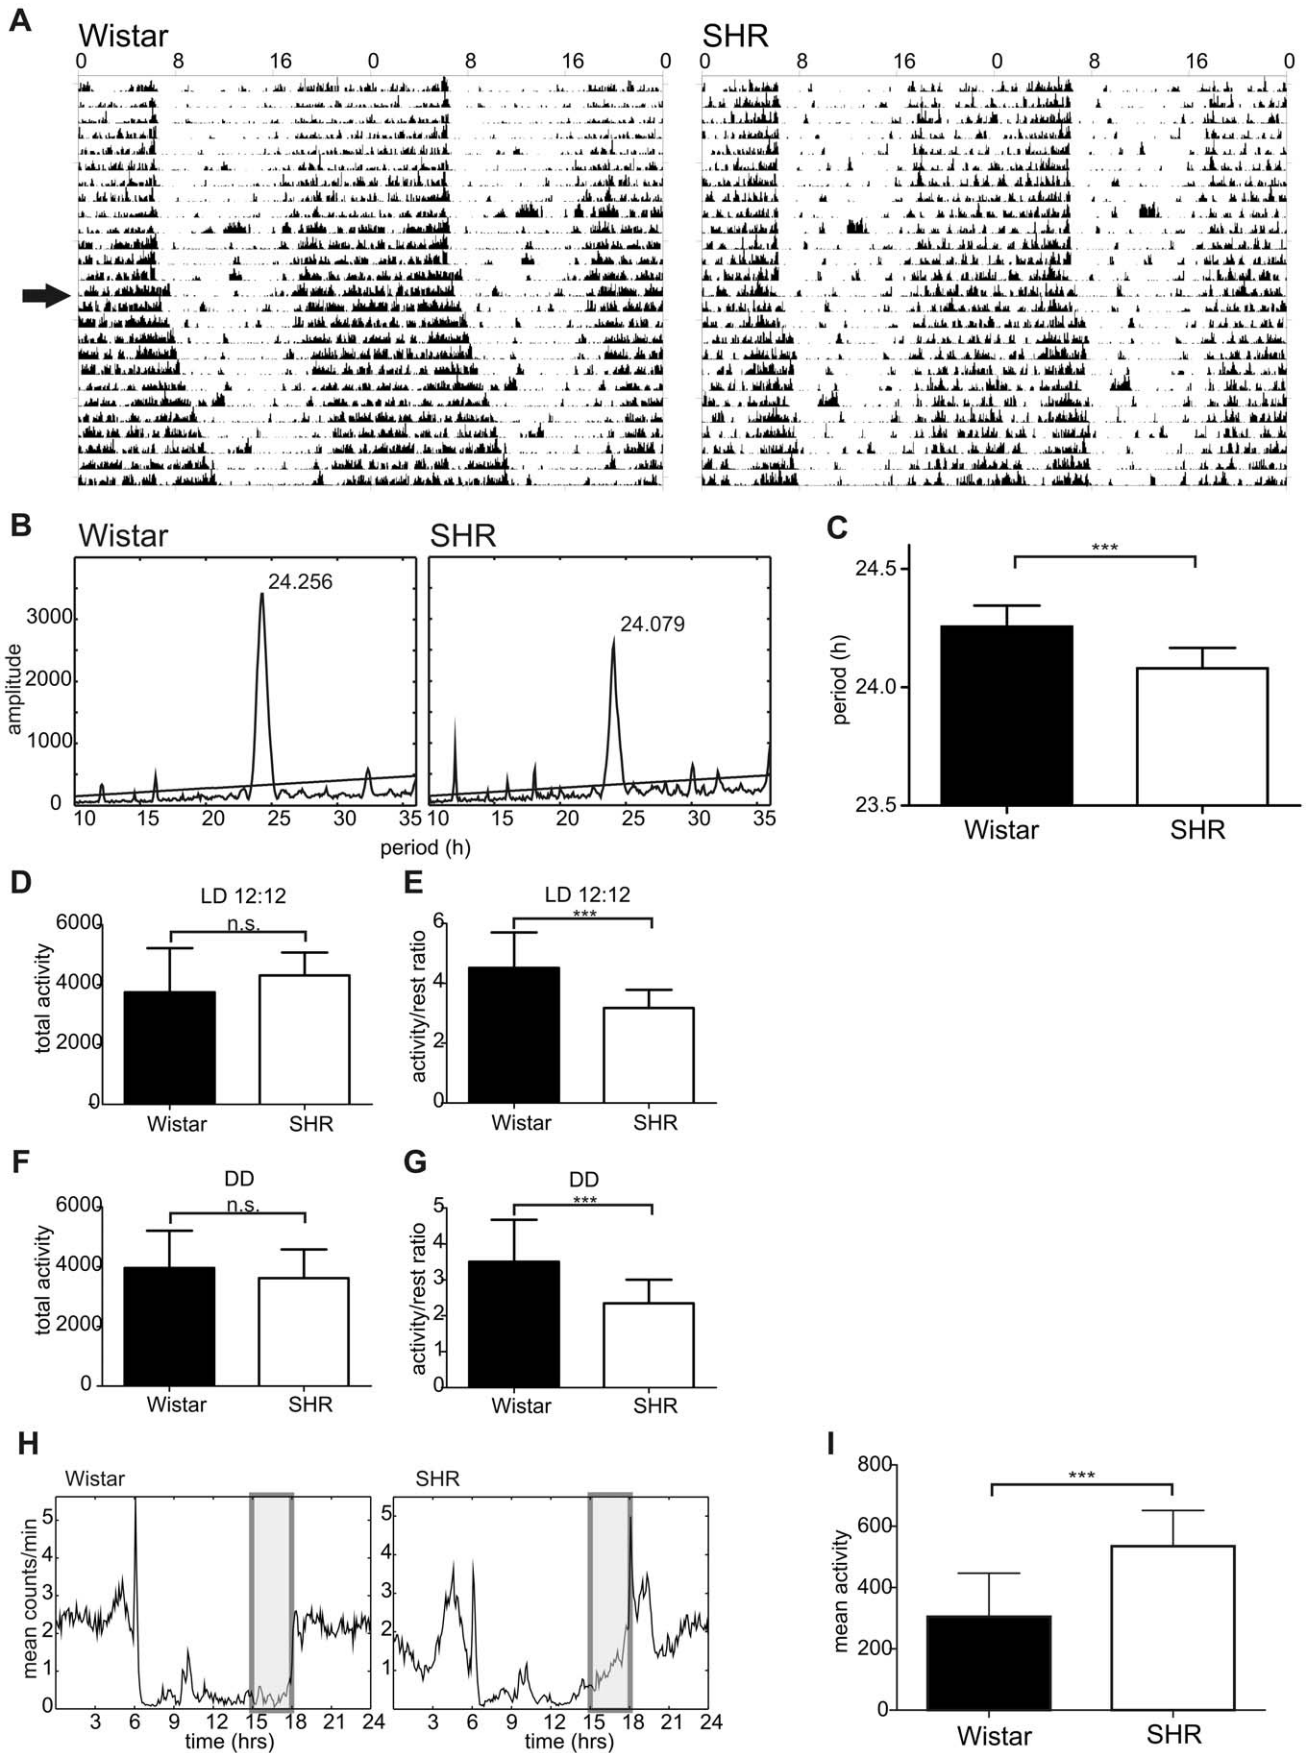 A
Wistar
SHR
0 8 16 0 8 16 0
0 8 16 0 8 16 0
B
Wistar
SHR
24.256
24.079
amplitude
3000
2000
1000
0
10 15 20 25 30 35
10 15 20 25 30 35
period (h)
C
***
24.5
24.0
23.5
period (h)
Wistar SHR
D
LD 12:12
n.s.
6000
4000
2000
0
total activity
Wistar SHR
E
LD 12:12
***
6
4
2
0
activity/rest ratio
Wistar SHR
F
DD
n.s.
6000
4000
2000
0
total activity
Wistar SHR
G
DD
***
5
4
3
2
1
0
activity/rest ratio
Wistar SHR
H
Wistar
SHR
mean counts/min
5
4
3
2
1
0
5
4
3
2
1
3 6 9 12 15 18 21 24
3 6 9 12 15 18 21 24
time (hrs)
time (hrs)
I
***
800
600
400
200
0
mean activity
Wistar SHR